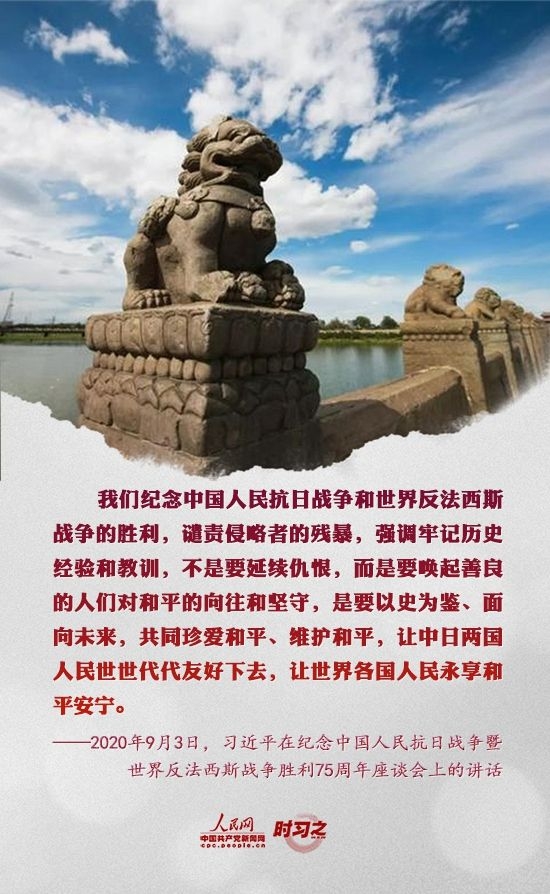 我们纪念中国人民抗日战争和世界反法西斯
战争的胜利，谴责侵略者的残暴，强调牢记历史
经验和教训，不是要延续仇恨，而是要唤起善良
的人们对和平的向往和坚守，是要以史为鉴、面
向未来，共同珍爱和平、维护和平，让中日两国
人民世世代代友好下去，让世界各国人民永享和
平安宁。
——2020年9月3日，习近平在纪念中国人民抗日战争暨
世界反法西斯战争胜利75周年座谈会上的讲话
人民网 时习之
中国共产党新闻网
cpc.people.cn